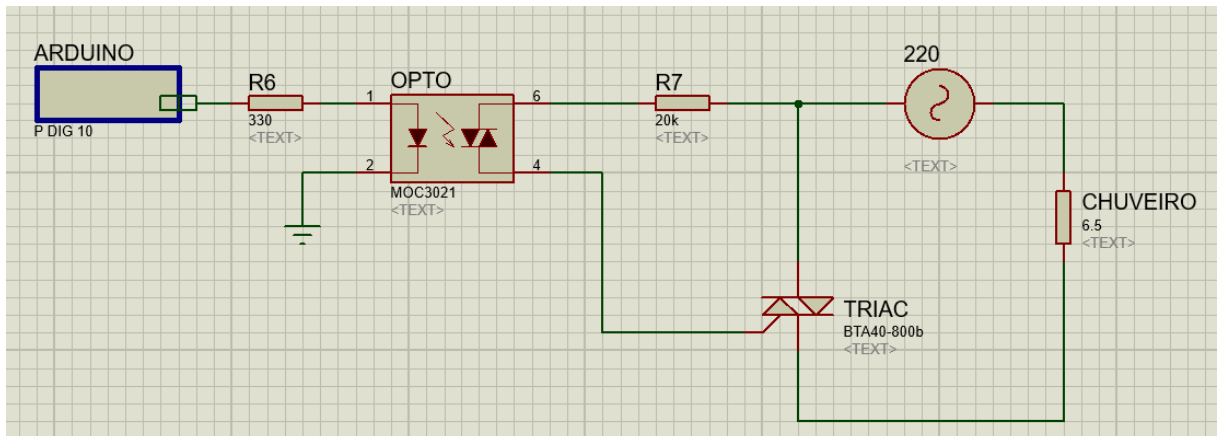 ARDUINO
P DIG 10
R6
330
<TEXT>
OPTO
1
2
6
4
MOC3021
<TEXT>
R7
20k
<TEXT>
220
<TEXT>
CHUVEIRO
6.5
<TEXT>
TRIAC
BTA40-800b
<TEXT>